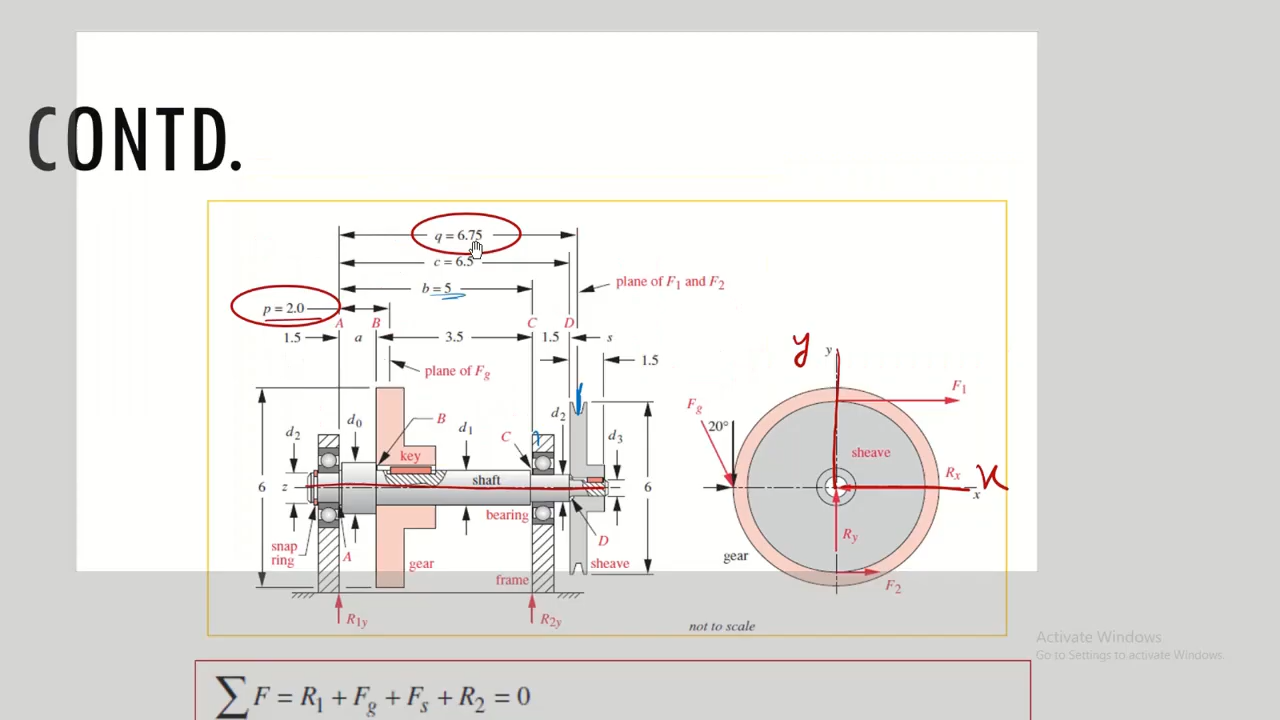 CONTD.
q = 6.75
c = 6.5
b = 5
plane of F1 and F2
p = 2.0
A B C D
1.5 a 3.5 1.5 s
1.5
plane of Fg
y y
F1
Fg
20°
d2 d0 B d1 C d2 d3
key
sheave
6 z shaft 6
Rx
x
x
bearing
Ry
snap
ring
A
gear
D
sheave
gear
frame
F2
R1y R2y
not to scale
Activate Windows
Go to Settings to activate Windows.
∑ F = R1 + Fg + Fs + R2 = 0